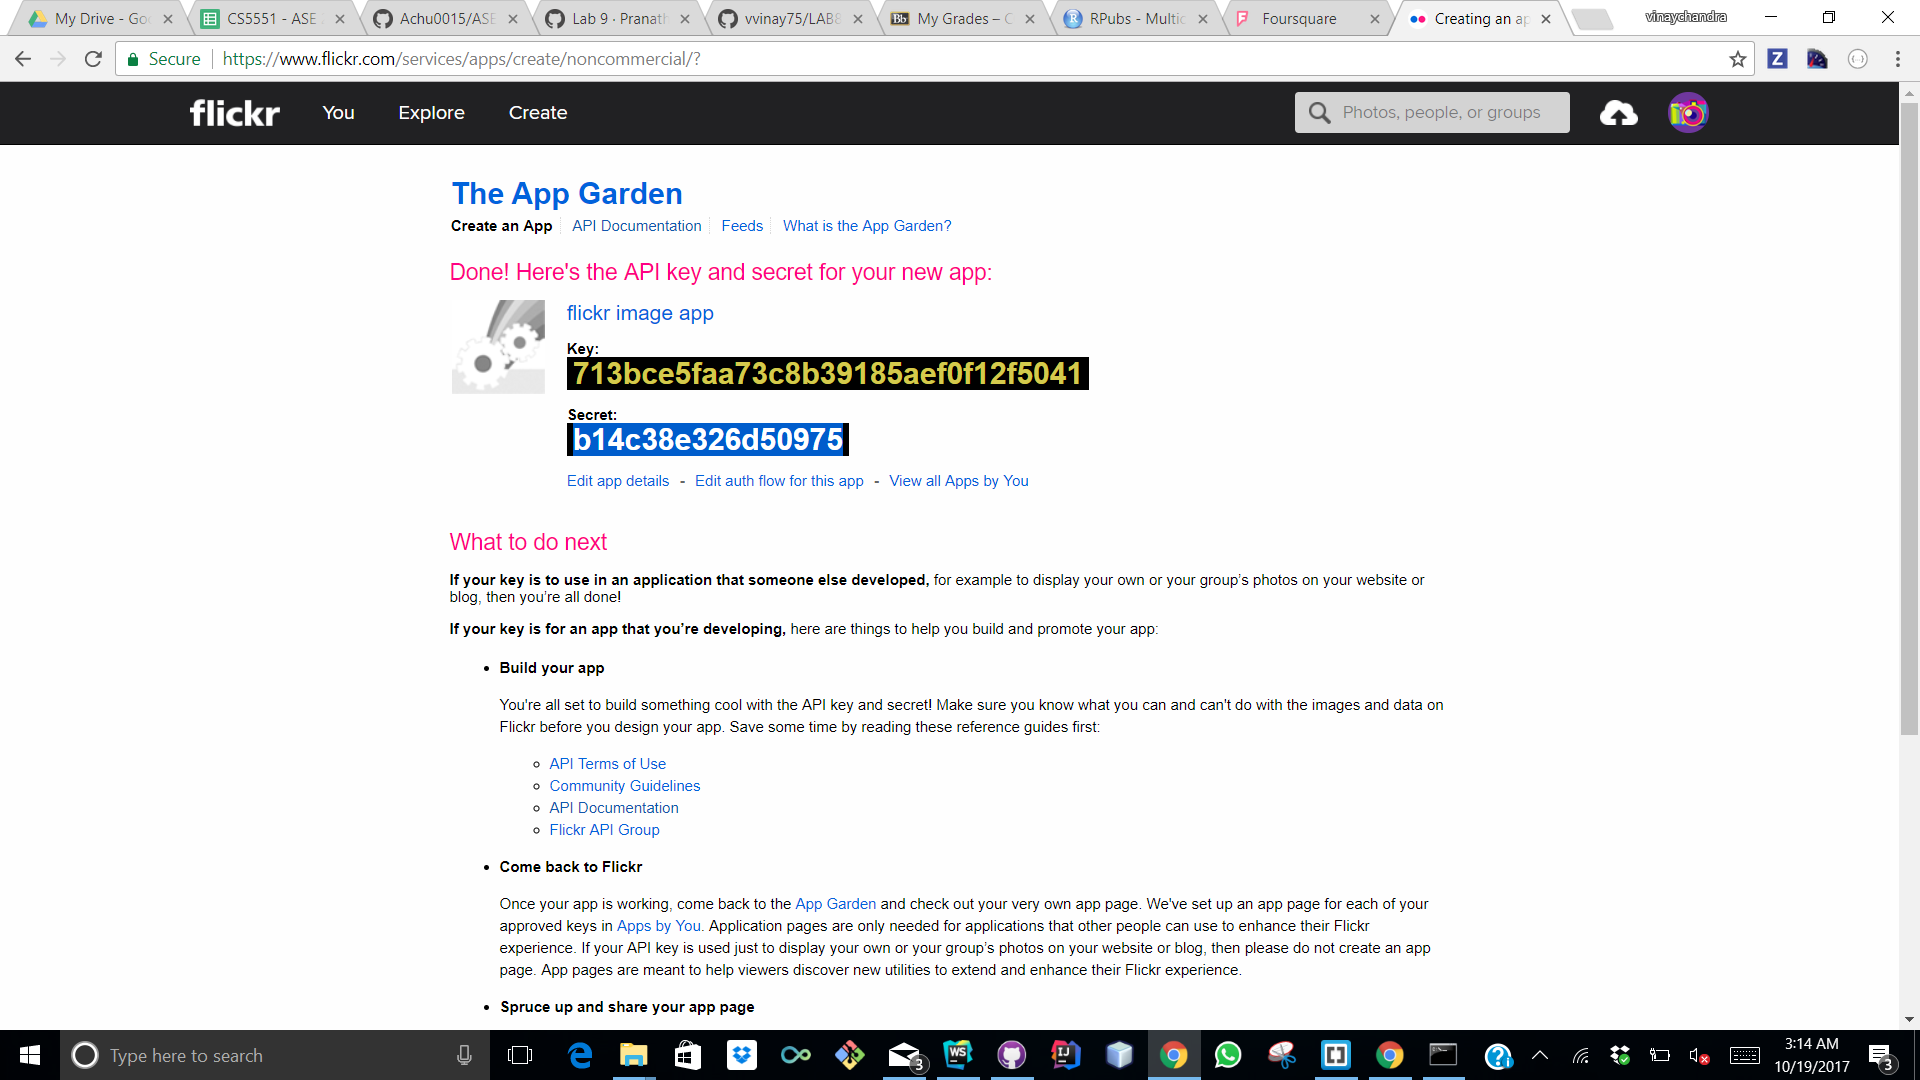 My Drive - Goo
CS5551 - ASE
Achu0015/ASE
Lab 9 · Pranath
vvinay75/LAB8
My Grades – C
RPubs - Multic
Foursquare
Creating an ap
vinaychandra
Secure
https://www.flickr.com/services/apps/create/noncommercial/?
flickr
You
Explore
Create
Photos, people, or groups
The App Garden
Create an App
API Documentation
Feeds
What is the App Garden?
Done! Here's the API key and secret for your new app:
flickr image app
Key:
713bce5faa73c8b39185aef0f12f5041
Secret:
b14c38e326d50975
Edit app details - Edit auth flow for this app - View all Apps by You
What to do next
If your key is to use in an application that someone else developed, for example to display your own or your group’s photos on your website or
blog, then you’re all done!
If your key is for an app that you’re developing, here are things to help you build and promote your app:
• Build your app
You're all set to build something cool with the API key and secret! Make sure you know what you can and can't do with the images and data on
Flickr before you design your app. Save some time by reading these reference guides first:
API Terms of Use
Community Guidelines
API Documentation
Flickr API Group
• Come back to Flickr
Once your app is working, come back to the App Garden and check out your very own app page. We've set up an app page for each of your
approved keys in Apps by You. Application pages are only needed for applications that other people can use to enhance their Flickr
experience. If your API key is used just to display your own or your group’s photos on your website or blog, then please do not create an app
page. App pages are meant to help viewers discover new utilities to extend and enhance their Flickr experience.
• Spruce up and share your app page
Type here to search
3
WS
IJ
3:14 AM
10/19/2017
3